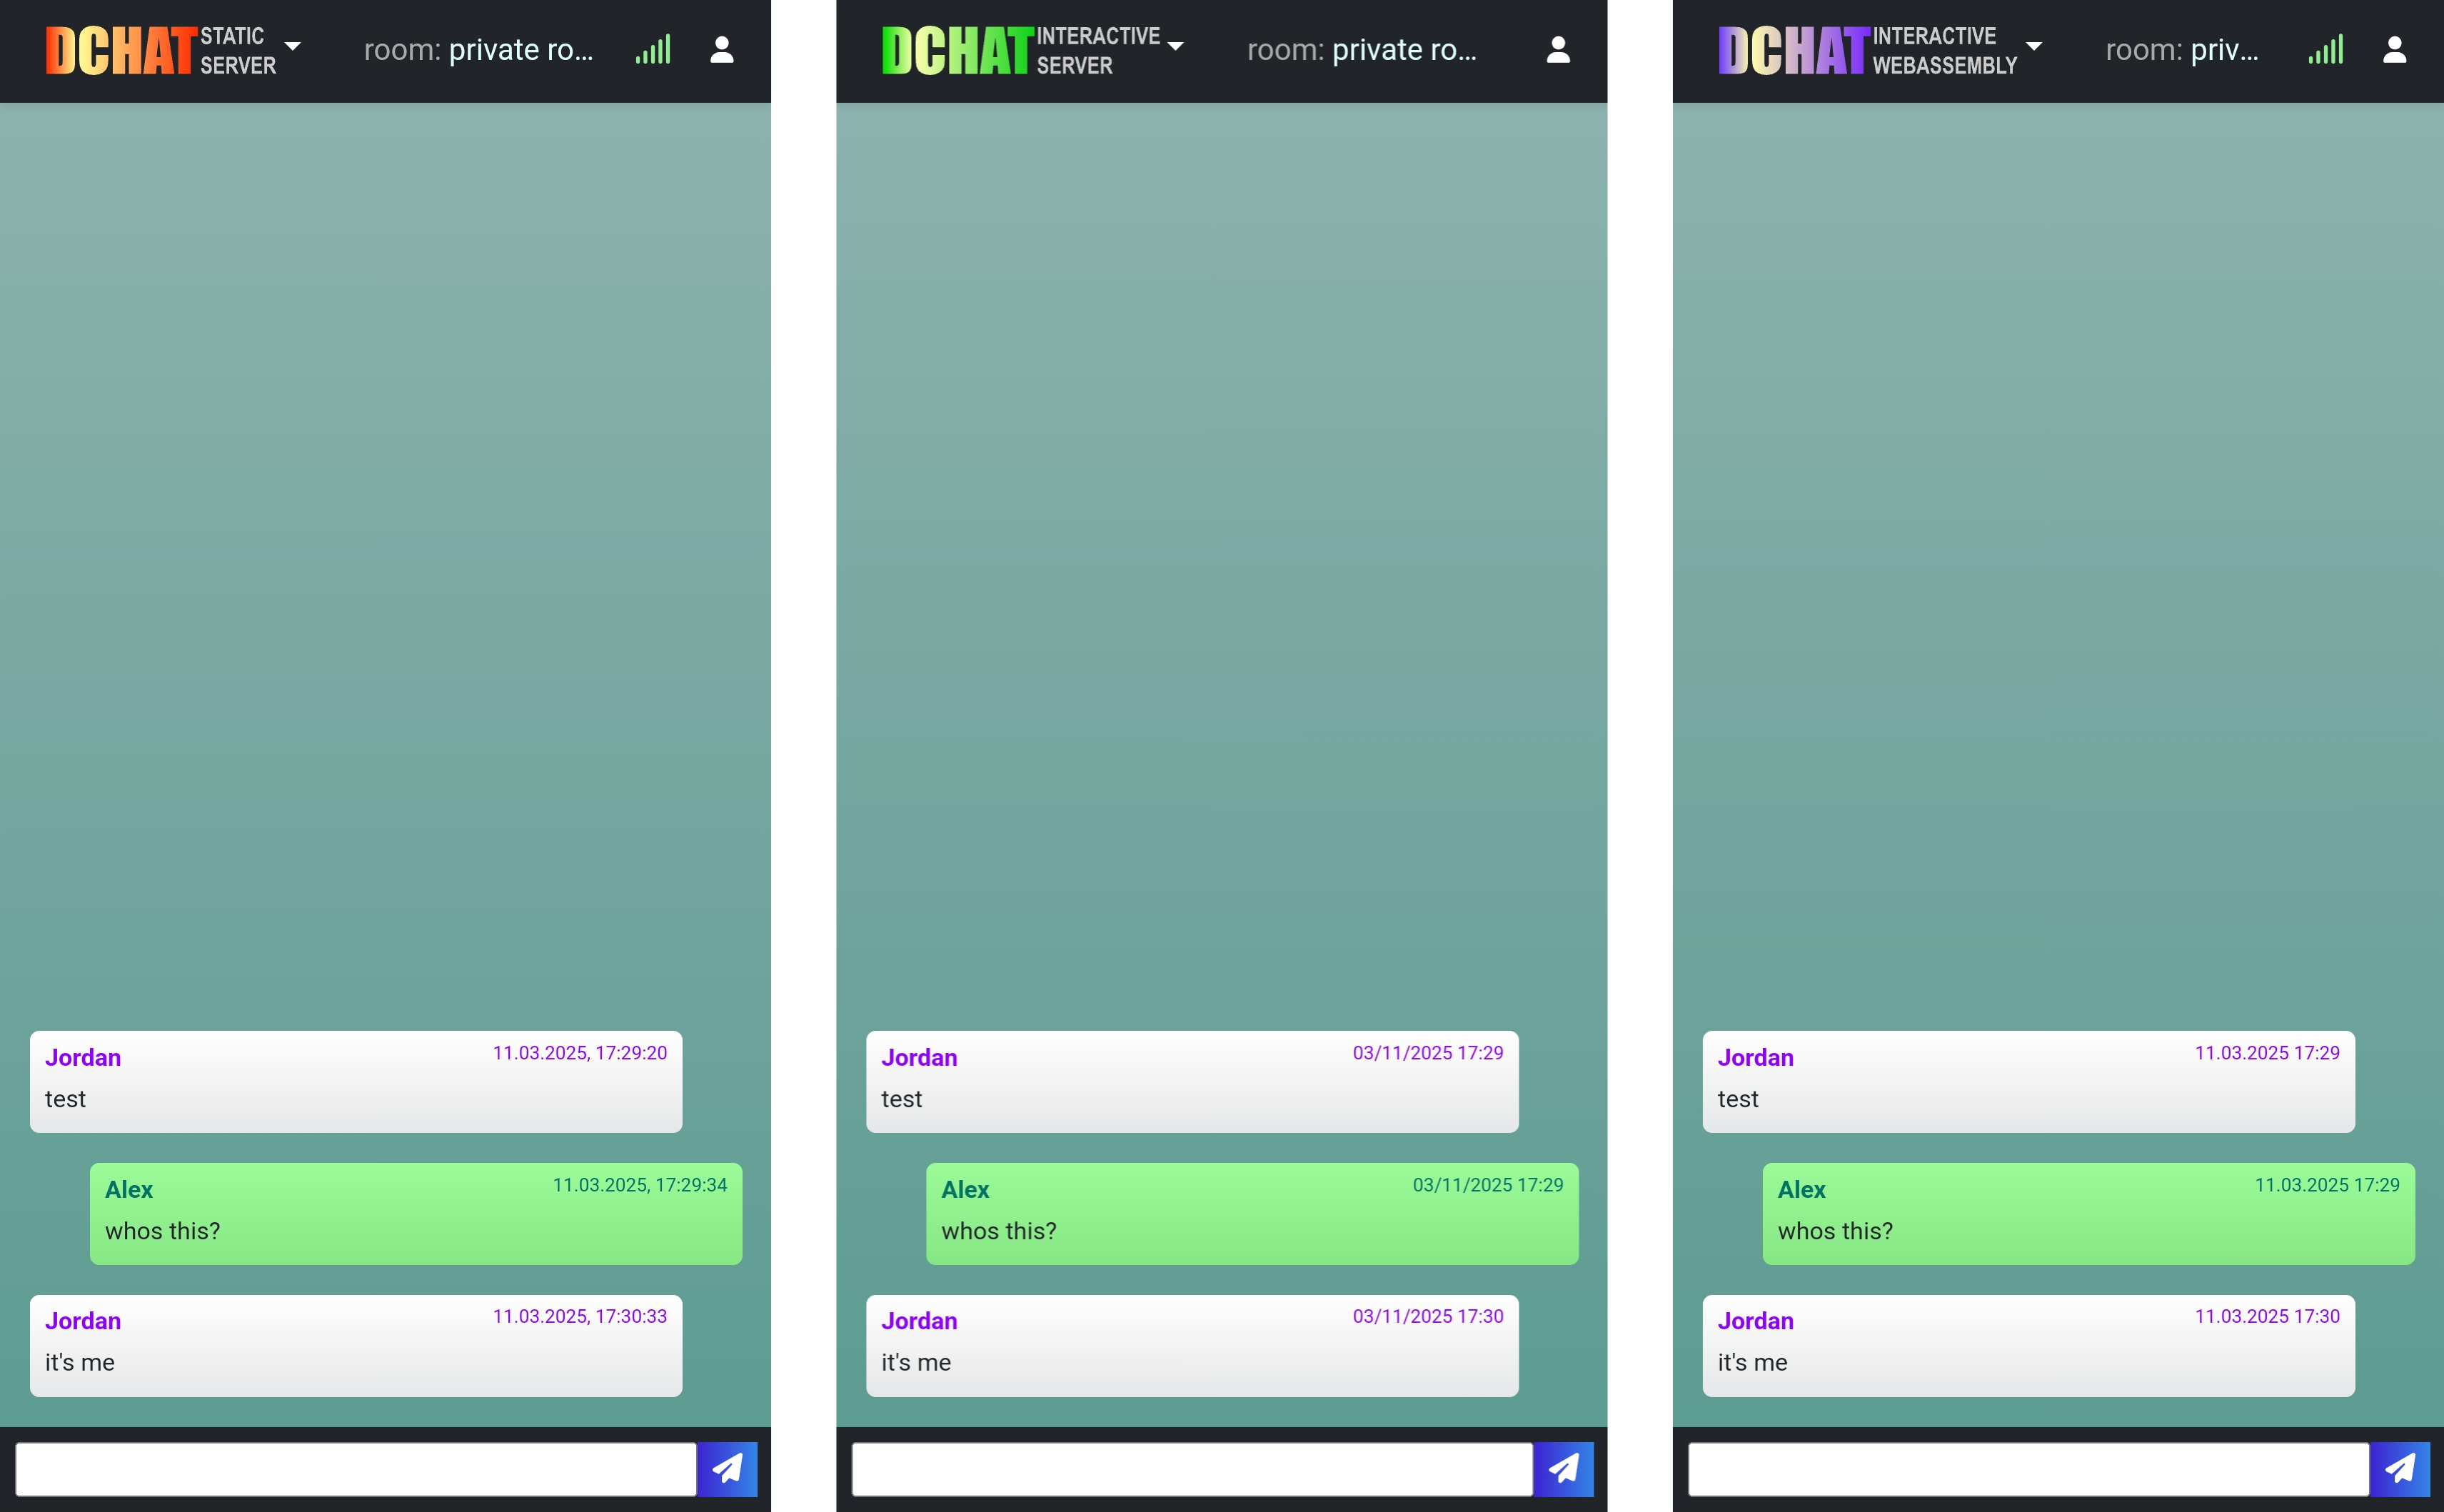 DCHAT STATIC SERVER room: private ro...
Jordan 11.03.2025, 17:29:20
test
Alex 11.03.2025, 17:29:34
whos this?
Jordan 11.03.2025, 17:30:33
it's me
DCHAT INTERACTIVE SERVER room: private ro...
Jordan 03/11/2025 17:29
test
Alex 03/11/2025 17:29
whos this?
Jordan 03/11/2025 17:30
it's me
DCHAT INTERACTIVE WEBASSEMBLY room: priv...
Jordan 11.03.2025 17:29
test
Alex 11.03.2025 17:29
whos this?
Jordan 11.03.2025 17:30
it's me